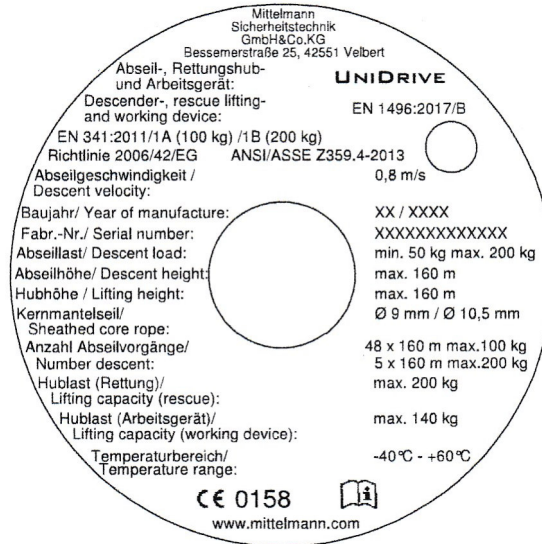 Mittelmann
Sicherheitstechnik
GmbH&Co.KG
Bessemerstraße 25, 42551 Velbert
Abseil-, Rettungshub-
und Arbeitsgerät:
UNIDRIVE
Descender-, rescue lifting-
and working device:
EN 1496:2017/B
EN 341:2011/1A (100 kg) /1B (200 kg)
Richtlinie 2006/42/EG ANSI/ASSE Z359.4-2013
Abseilgeschwindigkeit / 0,8 m/s
Descent velocity:
Baujahr/ Year of manufacture: XX / XXXX
Fabr.-Nr./ Serial number: XXXXXXXXXXXXX
Abseillast/ Descent load: min. 50 kg max. 200 kg
Abseilhöhe/ Descent height: max. 160 m
Hubhöhe / Lifting height: max. 160 m
Kernmantelseil/ Ø 9 mm / Ø 10,5 mm
Sheathed core rope:
Anzahl Abseilvorgänge/ 48 x 160 m max.100 kg
Number descent: 5 x 160 m max.200 kg
Hublast (Rettung)/ max. 200 kg
Lifting capacity (rescue):
Hublast (Arbeitsgerät)/ max. 140 kg
Lifting capacity (working device):
Temperaturbereich/ -40°C - +60°C
Temperature range:
CE 0158
www.mittelmann.com